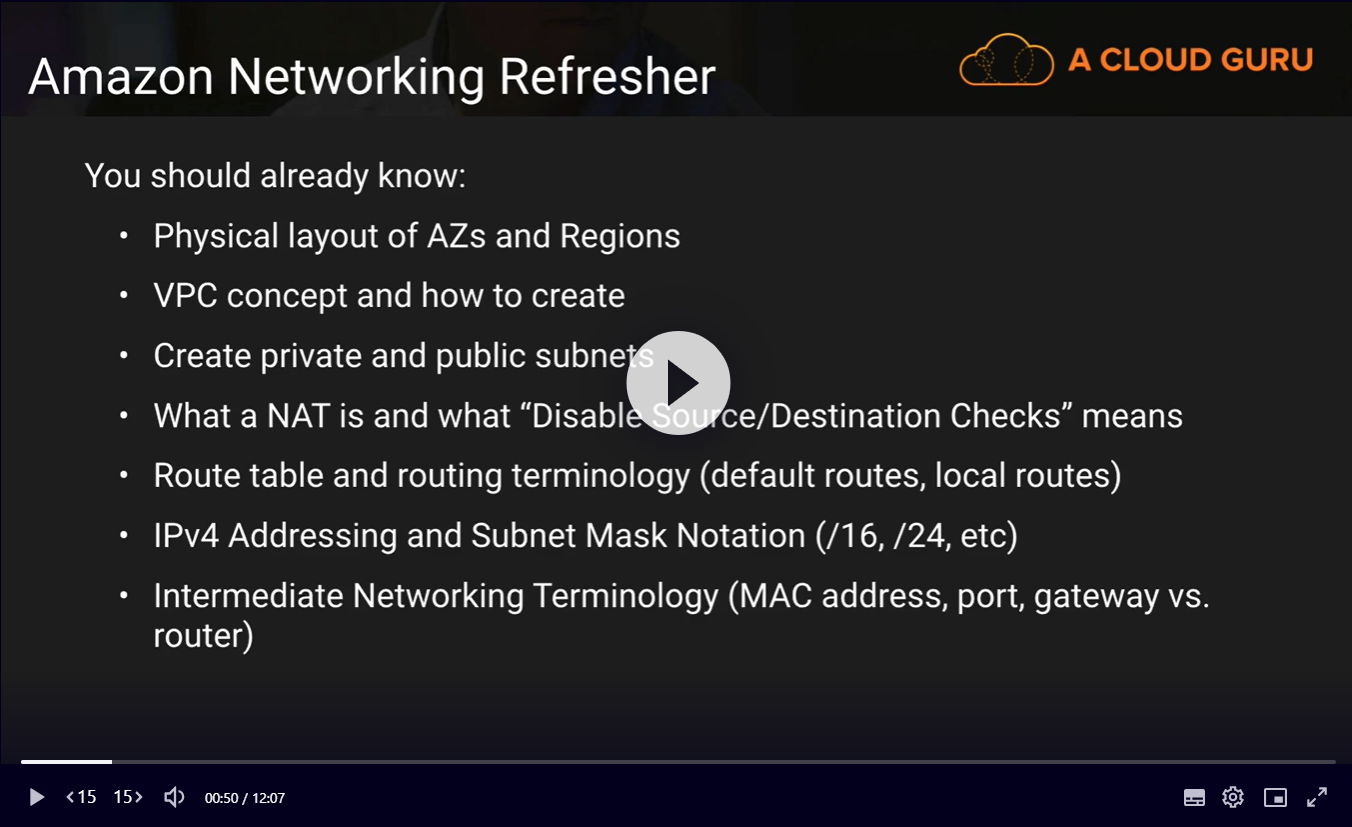 Amazon Networking Refresher
A CLOUD GURU
You should already know:
• Physical layout of AZs and Regions
• VPC concept and how to create
• Create private and public subnets
• What a NAT is and what “Disable Source/Destination Checks” means
• Route table and routing terminology (default routes, local routes)
• IPv4 Addressing and Subnet Mask Notation (/16, /24, etc)
• Intermediate Networking Terminology (MAC address, port, gateway vs.
router)
<15 15> 00:50 / 12:07